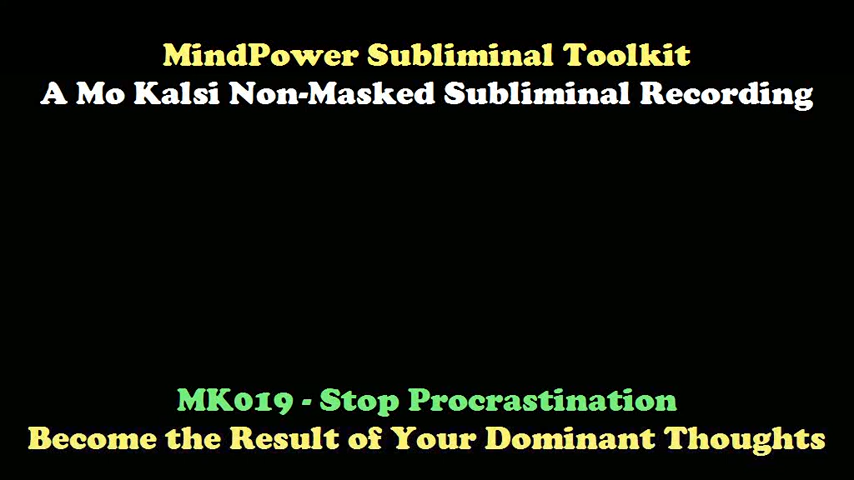 MindPower Subliminal Toolkit
A Mo Kalsi Non-Masked Subliminal Recording
MK019 - Stop Procrastination
Become the Result of Your Dominant Thoughts